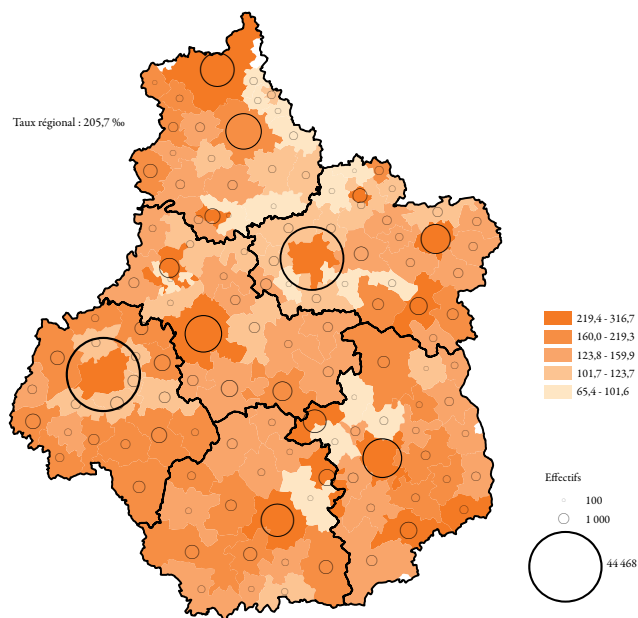 Taux régional : 205,7 ‰
219,4 - 316,7
160,0 - 219,3
123,8 - 159,9
101,7 - 123,7
65,4 - 101,6
Effectifs
100
1 000
44 468